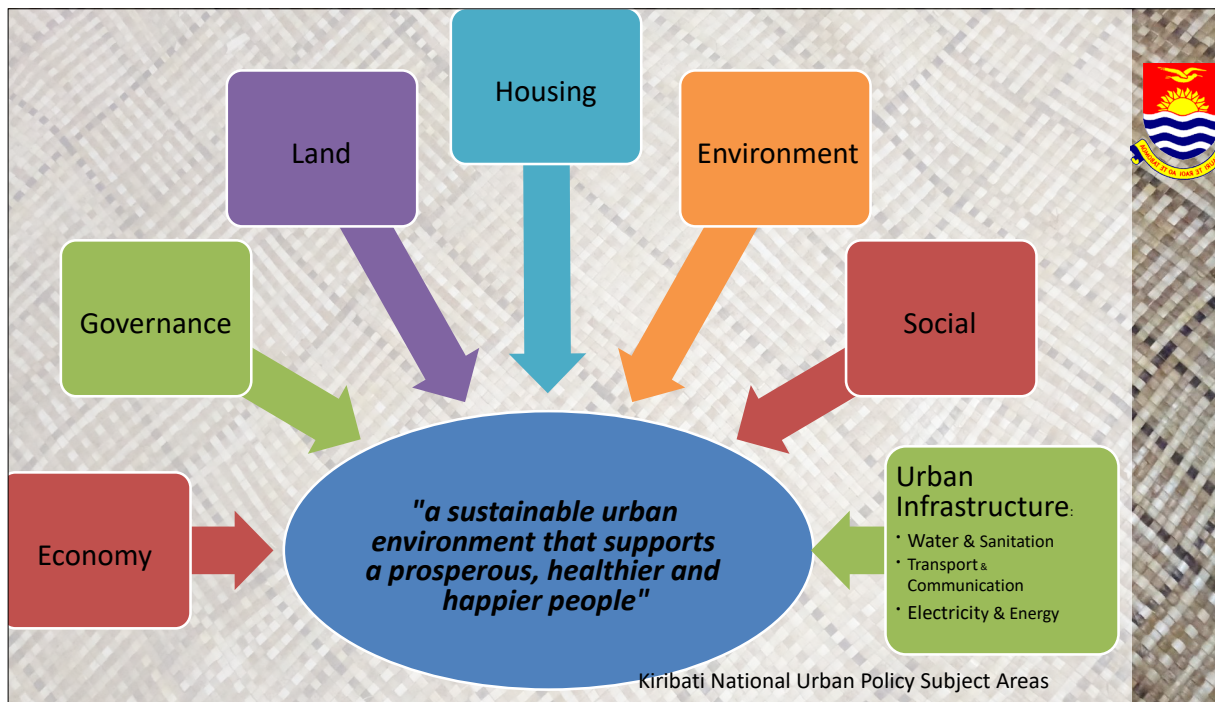 Housing
Land
Environment
Governance
Social
Economy
"a sustainable urban
environment that supports
a prosperous, healthier and
happier people"
Urban
Infrastructure:
• Water & Sanitation
• Transport &
Communication
• Electricity & Energy
Kiribati National Urban Policy Subject Areas